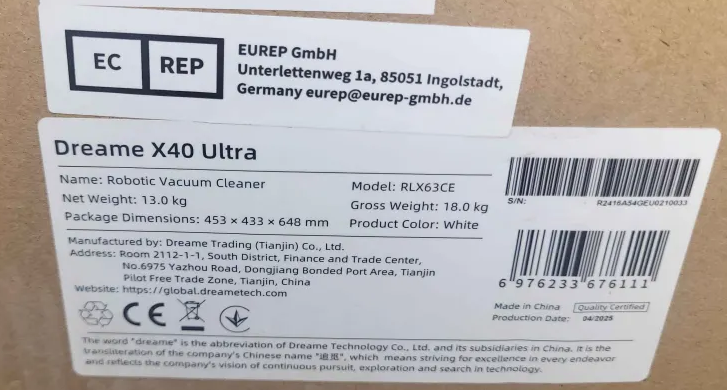 EC REP
EUREP GmbH
Unterlettenweg 1a, 85051 Ingolstadt,
Germany eurep@eurep-gmbh.de
Dreame X40 Ultra
Name: Robotic Vacuum Cleaner
Model: RLX63CE
Net Weight: 13.0 kg
Gross Weight: 18.0 kg
Package Dimensions: 453 × 433 × 648 mm
Product Color: White
S/N: R2416A54GEU0210033
Manufactured by: Dreame Trading (Tianjin) Co., Ltd.
Address: Room 2112-1-1, South District, Finance and Trade Center,
No.6975 Yazhou Road, Dongjiang Bonded Port Area, Tianjin
Pilot Free Trade Zone, Tianjin, China
Website: https://global.dreametech.com
6 976233 676111
CE
Made in China Quality Certified
Production Date: 04/2025
The word "dreame" is the abbreviation of Dreame Technology Co., Ltd. and its subsidiaries in China. It is the
transliteration of the company's Chinese name "追觅", which means striving for excellence in every endeavor
and reflects the company's vision of continuous pursuit, exploration and search in technology.